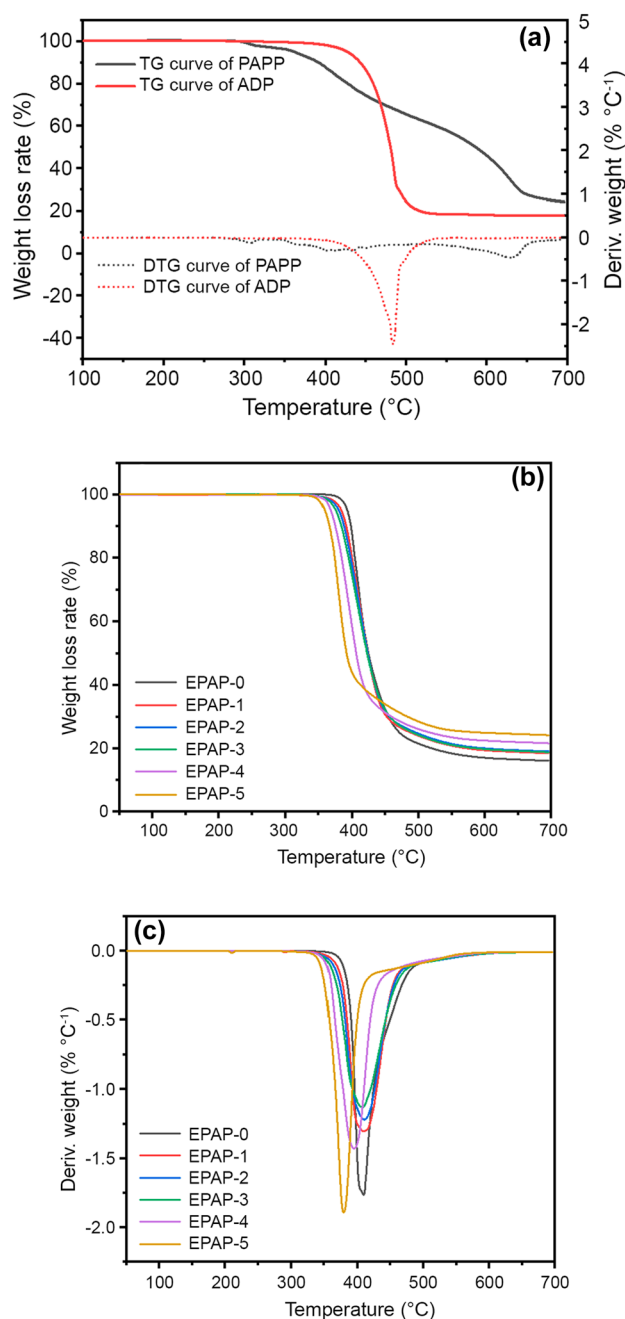 (a)
100
80
60
40
20
0
-20
-40
Weight loss rate (%)
TG curve of PAPP
TG curve of ADP
DTG curve of PAPP
DTG curve of ADP
5
4
3
2
1
0
-1
-2
Deriv. weight (% °C⁻¹)
100 200 300 400 500 600 700
Temperature (°C)
(b)
100
80
60
40
20
0
Weight loss rate (%)
EPAP-0
EPAP-1
EPAP-2
EPAP-3
EPAP-4
EPAP-5
100 200 300 400 500 600 700
Temperature (°C)
(c)
0.0
-0.5
-1.0
-1.5
-2.0
Deriv. weight (% °C⁻¹)
EPAP-0
EPAP-1
EPAP-2
EPAP-3
EPAP-4
EPAP-5
100 200 300 400 500 600 700
Temperature (°C)